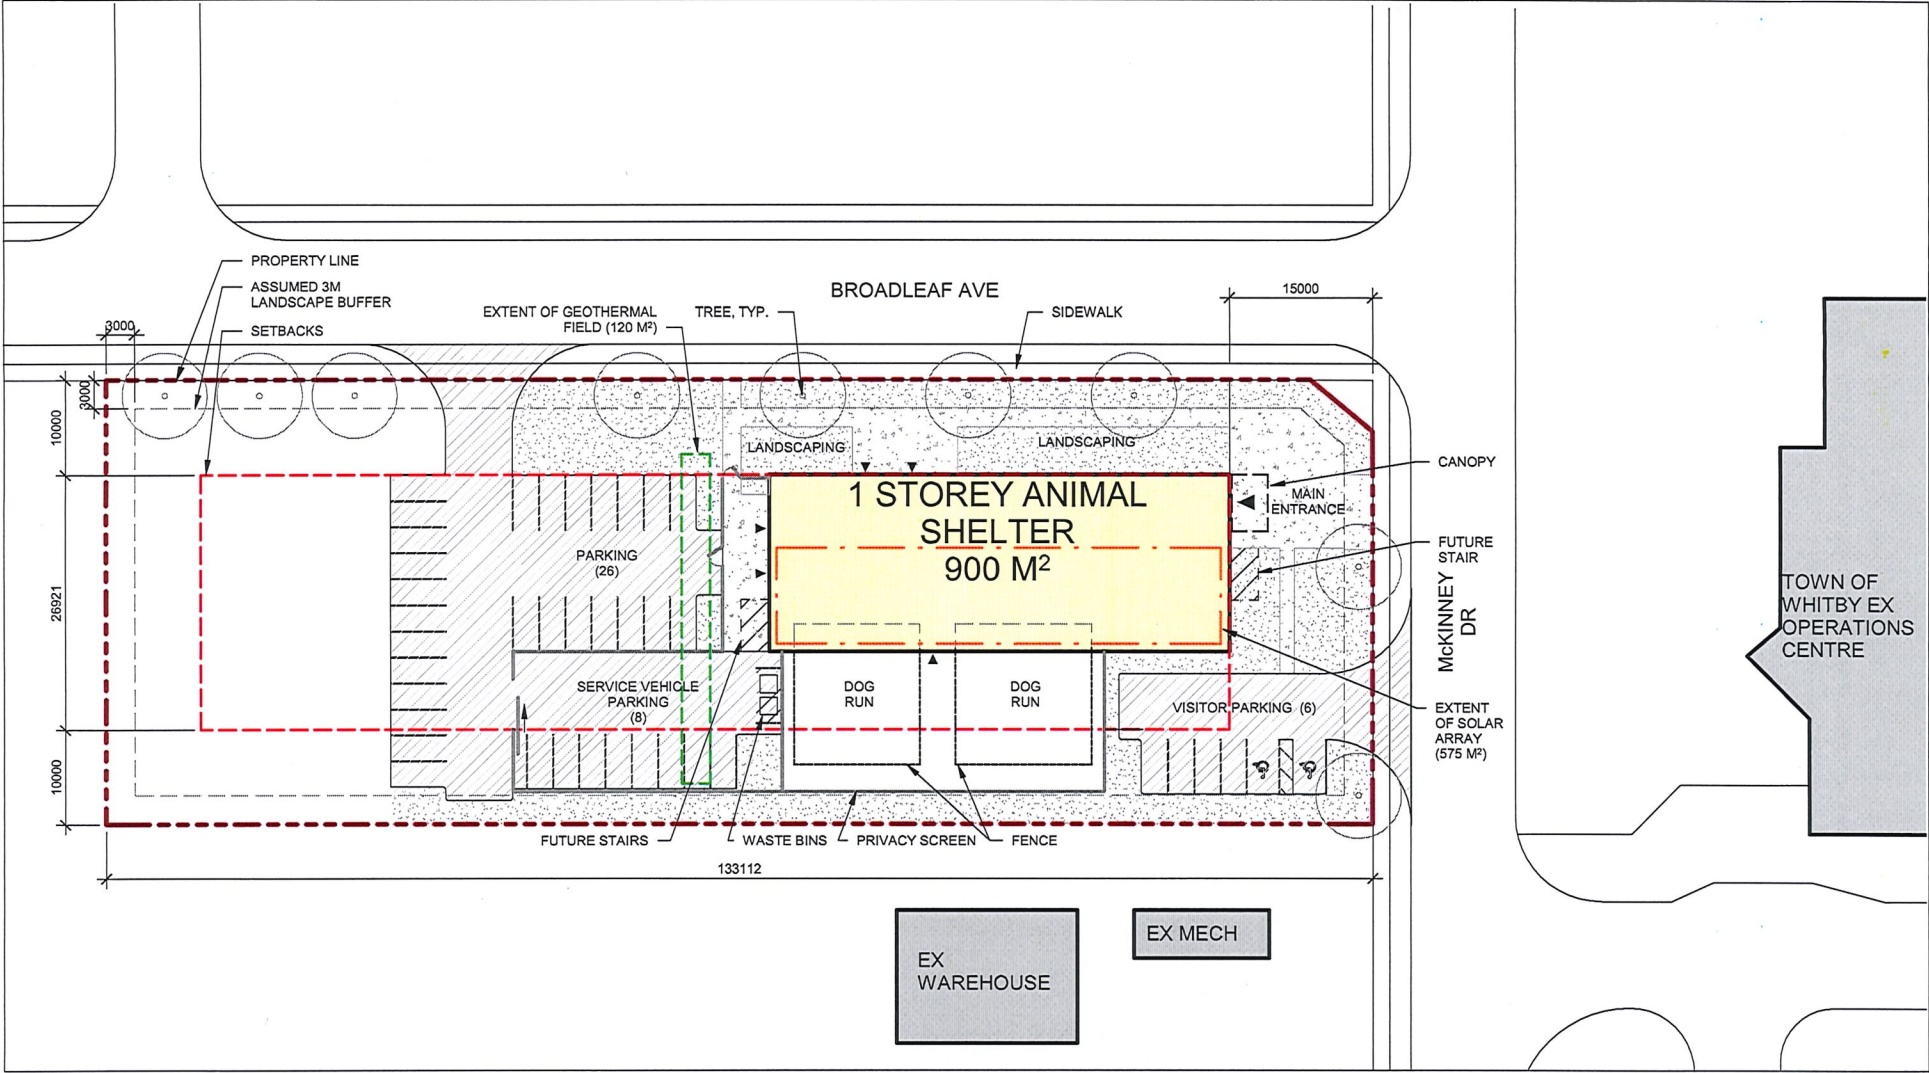 BROADLEAF AVE
15000
PROPERTY LINE
ASSUMED 3M
LANDSCAPE BUFFER
SETBACKS
3000
EXTENT OF GEOTHERMAL
FIELD (120 M²)
TREE, TYP.
SIDEWALK
3000
10000
26921
10000
LANDSCAPING
LANDSCAPING
1 STOREY ANIMAL
SHELTER
900 M²
MAIN
ENTRANCE
CANOPY
FUTURE
STAIR
McKINNEY
DR
EXTENT
OF SOLAR
ARRAY
(575 M²)
TOWN OF
WHITBY EX
OPERATIONS
CENTRE
PARKING
(26)
SERVICE VEHICLE
PARKING
(8)
DOG
RUN
DOG
RUN
VISITOR PARKING (6)
FUTURE STAIRS
WASTE BINS
PRIVACY SCREEN
FENCE
133112
EX
WAREHOUSE
EX MECH